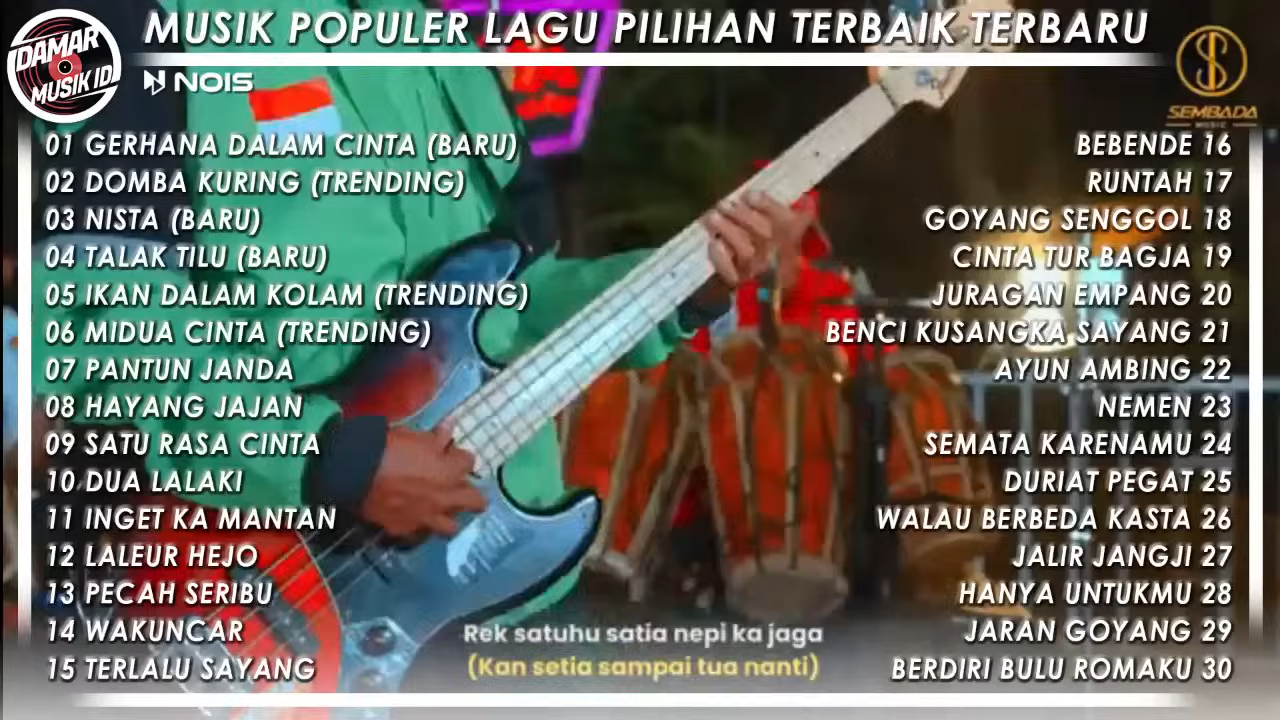 DAMAR
MUSIK ID
MUSIK POPULER LAGU PILIHAN TERBAIK TERBARU
NOIS
SEMBADA
MUSIC
01 GERHANA DALAM CINTA (BARU)
02 DOMBA KURING (TRENDING)
03 NISTA (BARU)
04 TALAK TILU (BARU)
05 IKAN DALAM KOLAM (TRENDING)
06 MIDUA CINTA (TRENDING)
07 PANTUN JANDA
08 HAYANG JAJAN
09 SATU RASA CINTA
10 DUA LALAKI
11 INGET KA MANTAN
12 LALEUR HEJO
13 PECAH SERIBU
14 WAKUNCAR
15 TERLALU SAYANG
BEBENDE 16
RUNTAH 17
GOYANG SENGGOL 18
CINTA TUR BAGJA 19
JURAGAN EMPANG 20
BENCI KUSANGKA SAYANG 21
AYUN AMBING 22
NEMEN 23
SEMATA KARENAMU 24
DURIAT PEGAT 25
WALAU BERBEDA KASTA 26
JALIR JANGJI 27
HANYA UNTUKMU 28
JARAN GOYANG 29
BERDIRI BULU ROMAKU 30
Rek satuhu satia nepi ka jaga
(Kan setia sampai tua nanti)